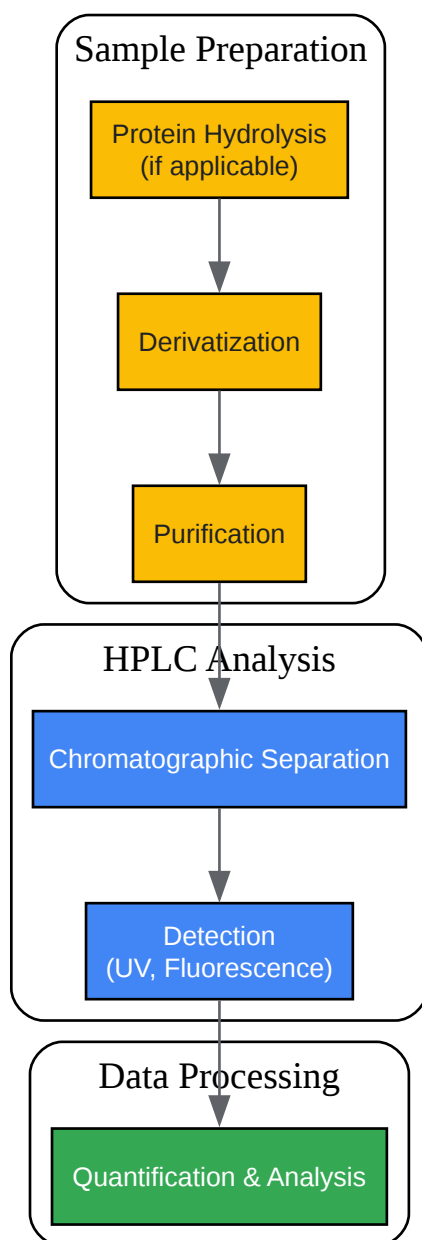 Sample Preparation
Protein Hydrolysis
(if applicable)
Derivatization
Purification
HPLC Analysis
Chromatographic Separation
Detection
(UV, Fluorescence)
Data Processing
Quantification & Analysis